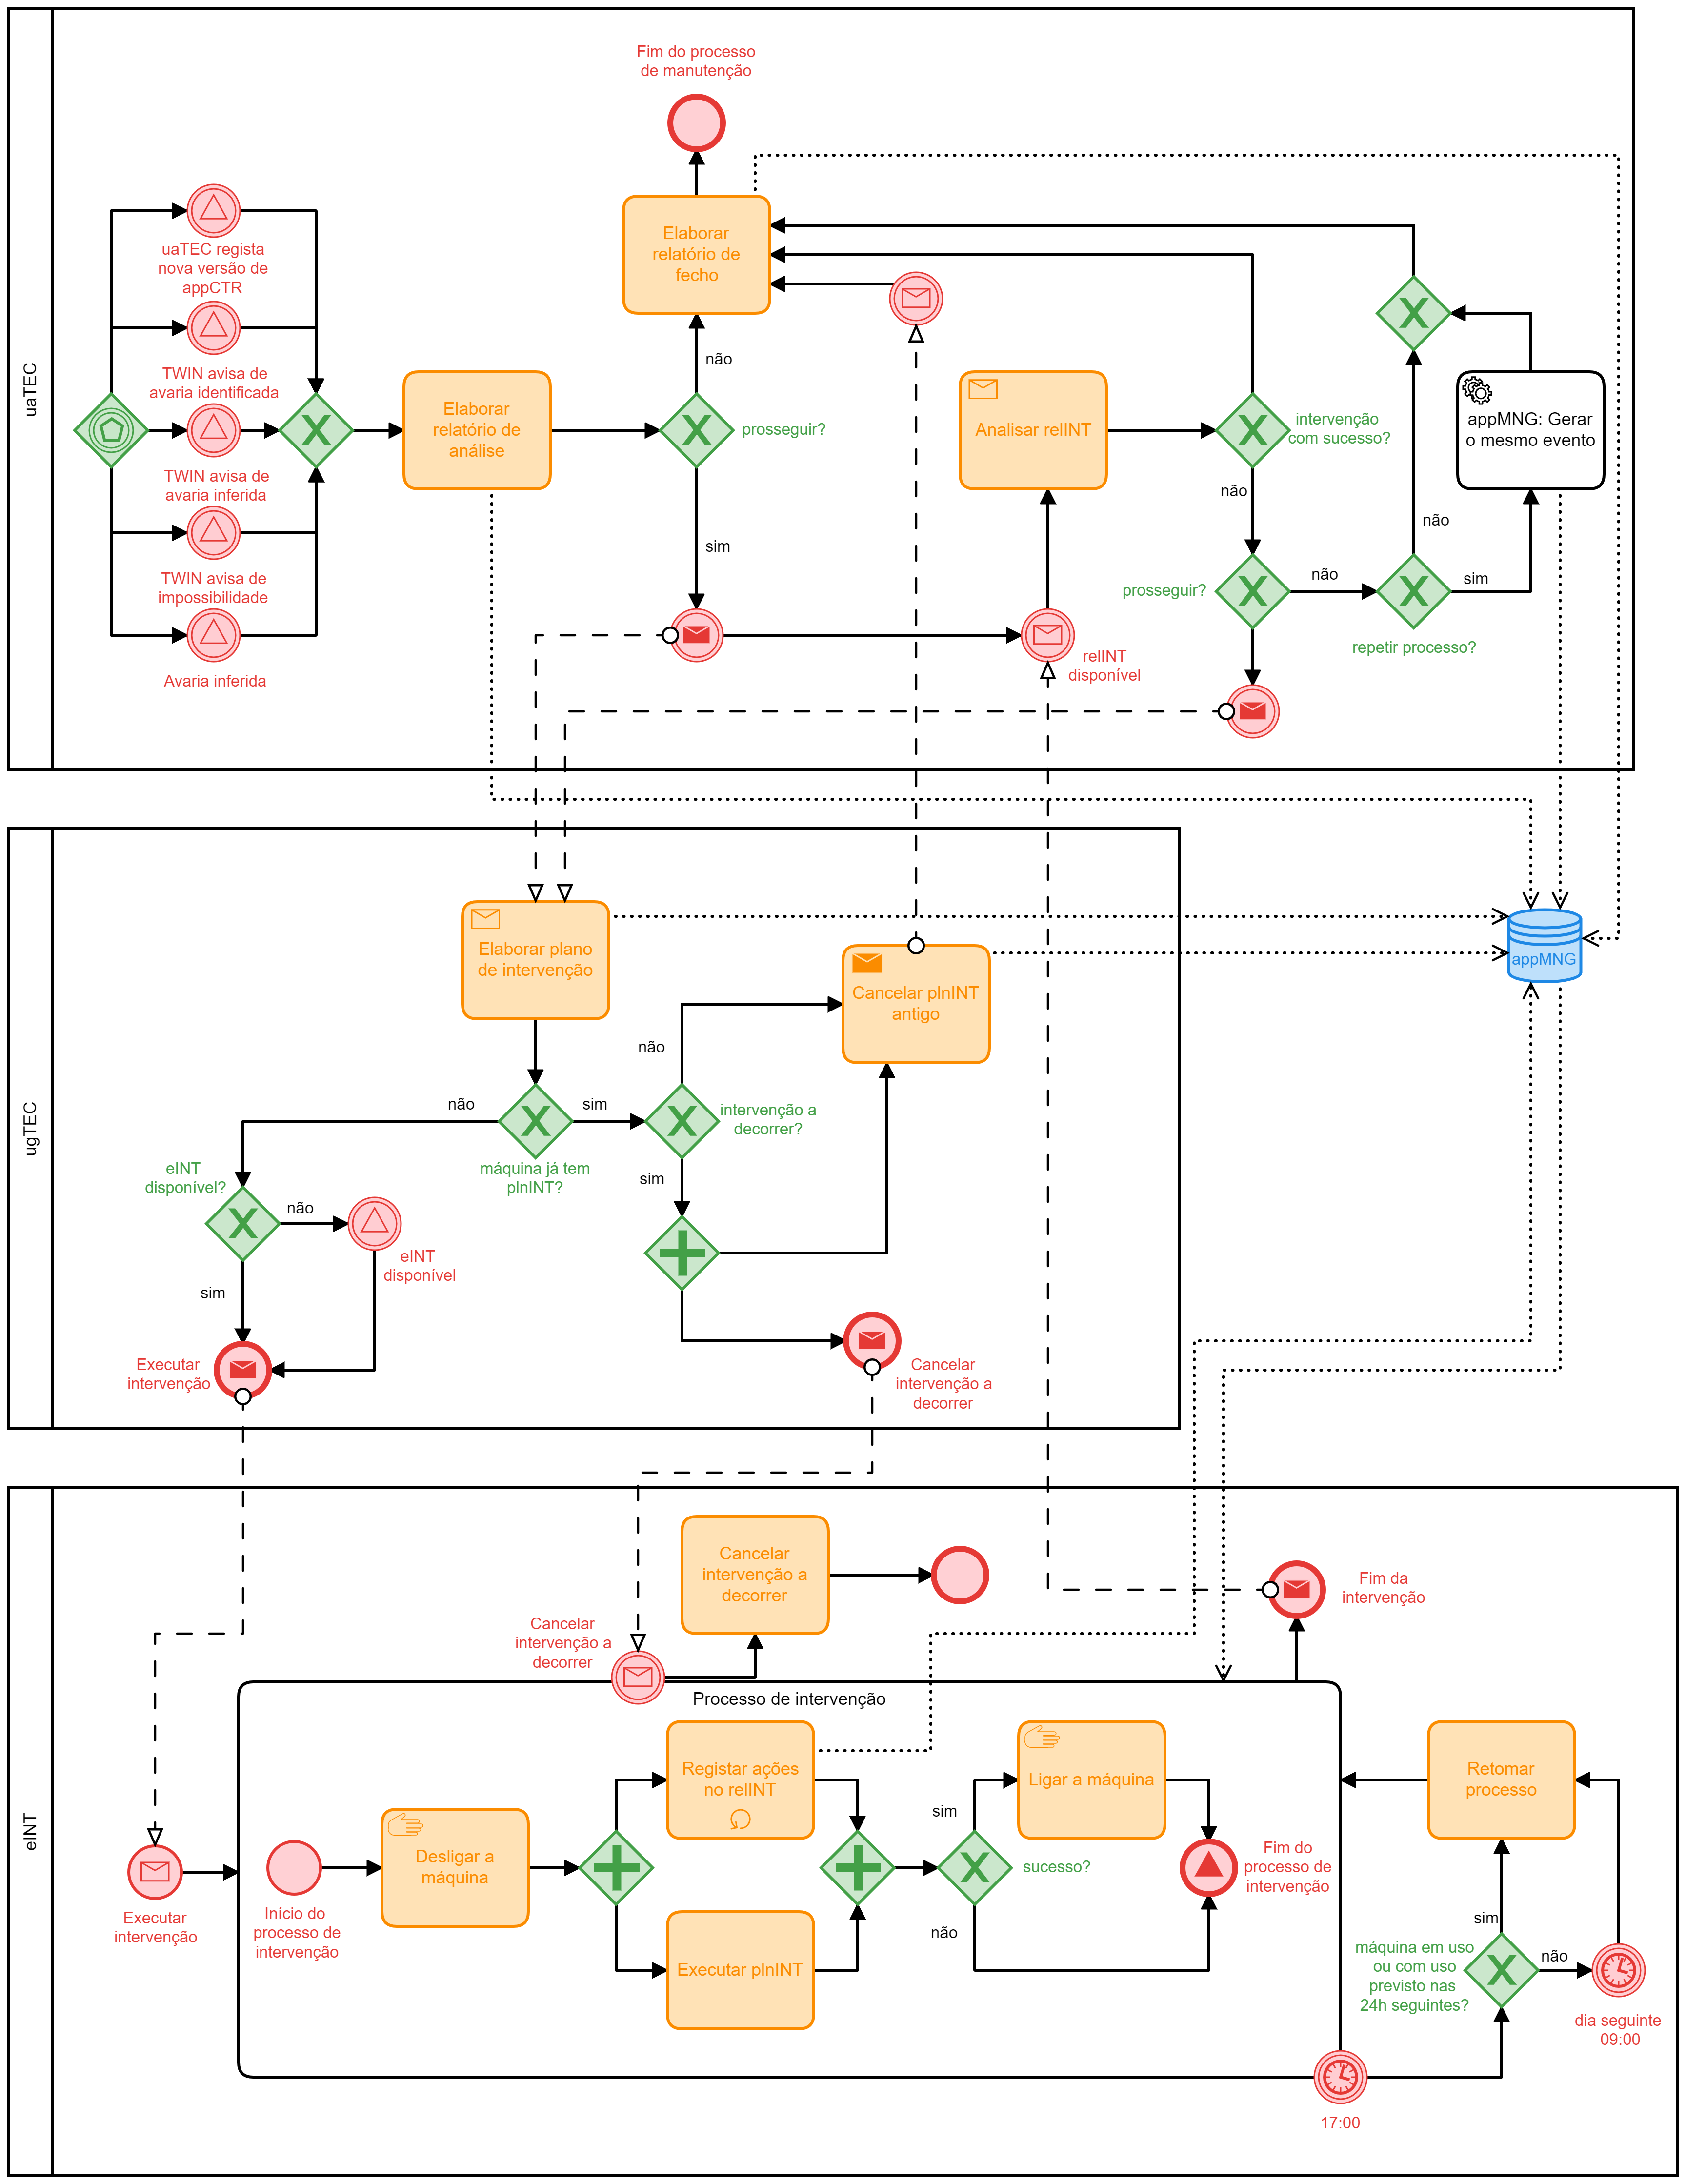 uaTEC
Fim do processo
de manutenção
uaTEC regista
nova versão de
appCTR
TWIN avisa de
avaria identificada
TWIN avisa de
avaria inferida
TWIN avisa de
impossibilidade
Avaria inferida
Elaborar
relatório de
análise
Elaborar
relatório de
fecho
não
prosseguir?
sim
Analisar relINT
relINT
disponível
intervenção
com sucesso?
não
prosseguir?
não
não
sim
repetir processo?
appMNG: Gerar
o mesmo evento
ugTEC
Elaborar plano
de intervenção
Cancelar plnINT
antigo
appMNG
não
não
sim
intervenção a
decorrer?
máquina já tem
plnINT?
sim
eINT
disponível?
não
eINT
disponível
sim
Executar
intervenção
Cancelar
intervenção a
decorrer
eINT
Cancelar
intervenção a
decorrer
Fim da
intervenção
Cancelar
intervenção a
decorrer
Processo de intervenção
Executar
intervenção
Início do
processo de
intervenção
Desligar a
máquina
Registar ações
no relINT
Executar plnINT
sim
sucesso?
não
Ligar a máquina
Fim do
processo de
intervenção
Retomar
processo
sim
máquina em uso
ou com uso
previsto nas
24h seguintes?
não
dia seguinte
09:00
17:00